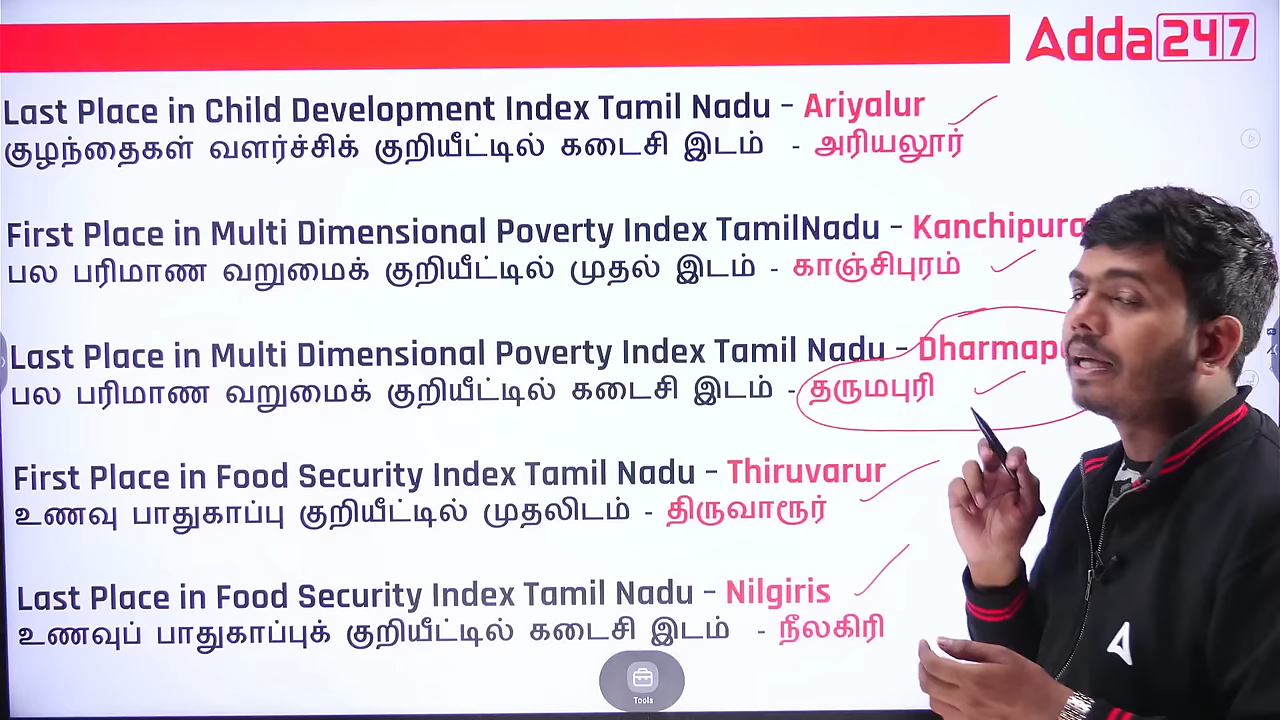 Adda247
Last Place in Child Development Index Tamil Nadu – Ariyalur
குழந்தைகள் வளர்ச்சிக் குறியீட்டில் கடைசி இடம் - அரியலூர்
First Place in Multi Dimensional Poverty Index TamilNadu –
பல பரிமாண வறுமைக் குறியீட்டில் முதல் இடம் - காஞ்சிபுரம்
Last Place in Multi Dimensional Poverty Index Tamil Nadu –
பல பரிமாண வறுமைக் குறியீட்டில் கடைசி இடம் - தருமபுரி
First Place in Food Security Index Tamil Nadu – Thiruvarur
உணவு பாதுகாப்பு குறியீட்டில் முதலிடம் - திருவாரூர்
Last Place in Food Security Index Tamil Nadu – Nilgiris
உணவுப் பாதுகாப்புக் குறியீட்டில் கடைசி இடம் - நீலகிரி
Tools